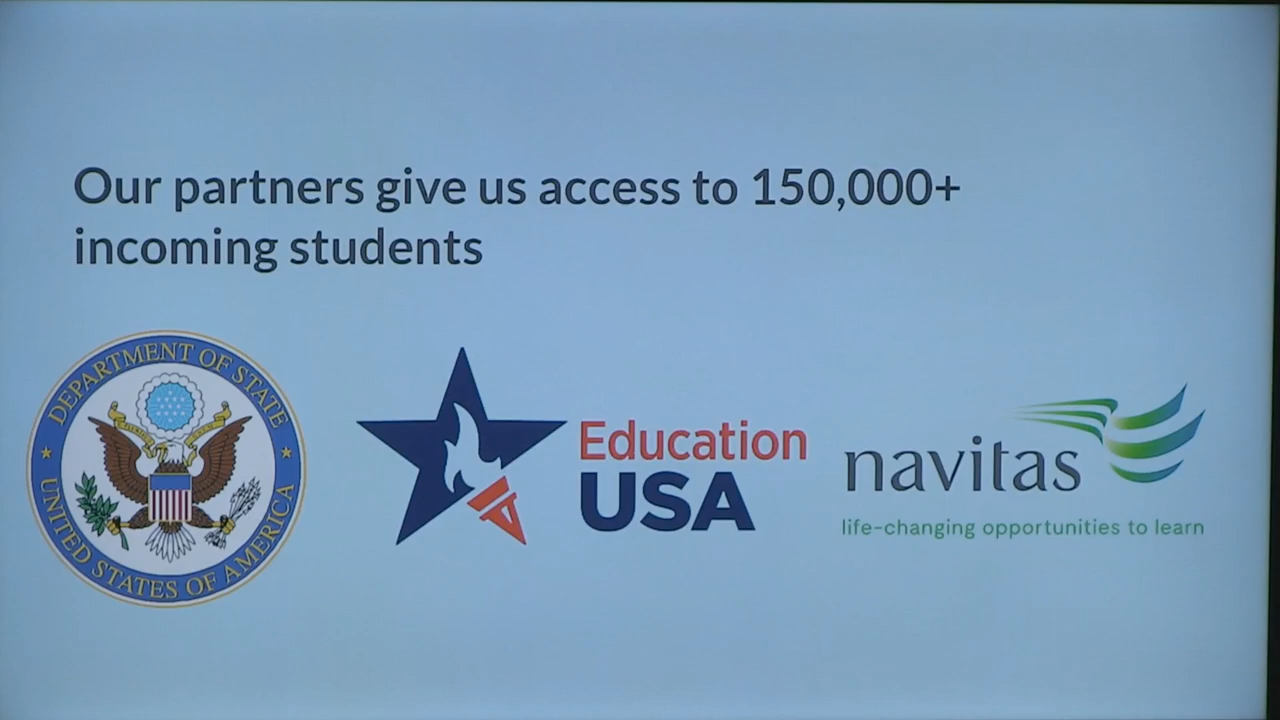 Our partners give us access to 150,000+
incoming students
DEPARTMENT OF STATE
UNITED STATES OF AMERICA
Education
USA
navitas
life-changing opportunities to learn